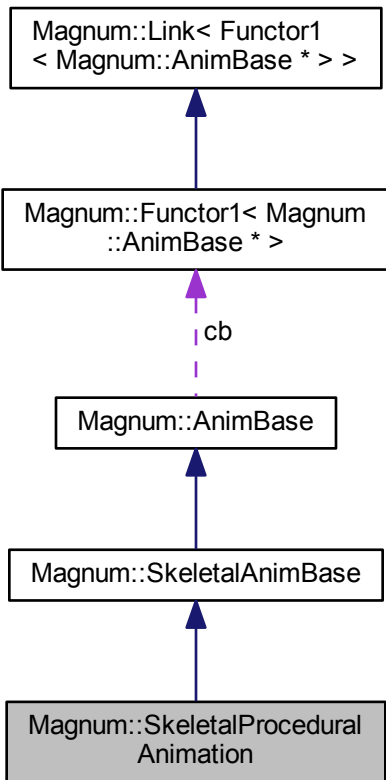 Magnum::Link< Functor1
< Magnum::AnimBase * > >
Magnum::Functor1< Magnum
::AnimBase * >
cb
Magnum::AnimBase
Magnum::SkeletalAnimBase
Magnum::SkeletalProcedural
Animation